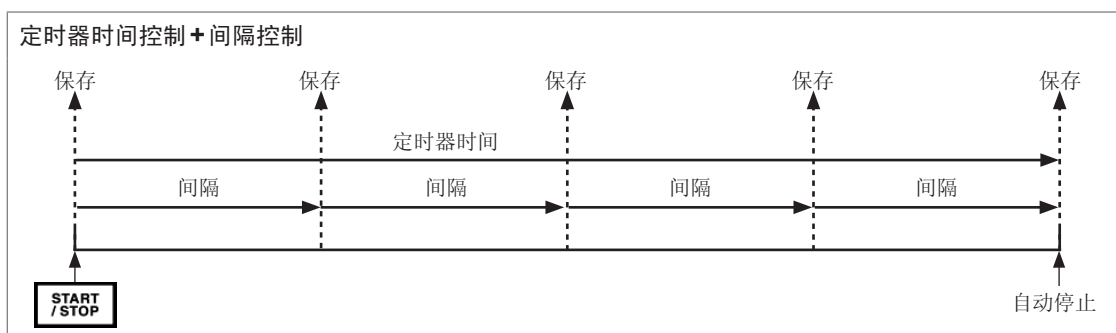 定时器时间控制+间隔控制
保存 保存 保存 保存 保存
定时器时间
间隔 间隔 间隔 间隔
START
/STOP
自动停止